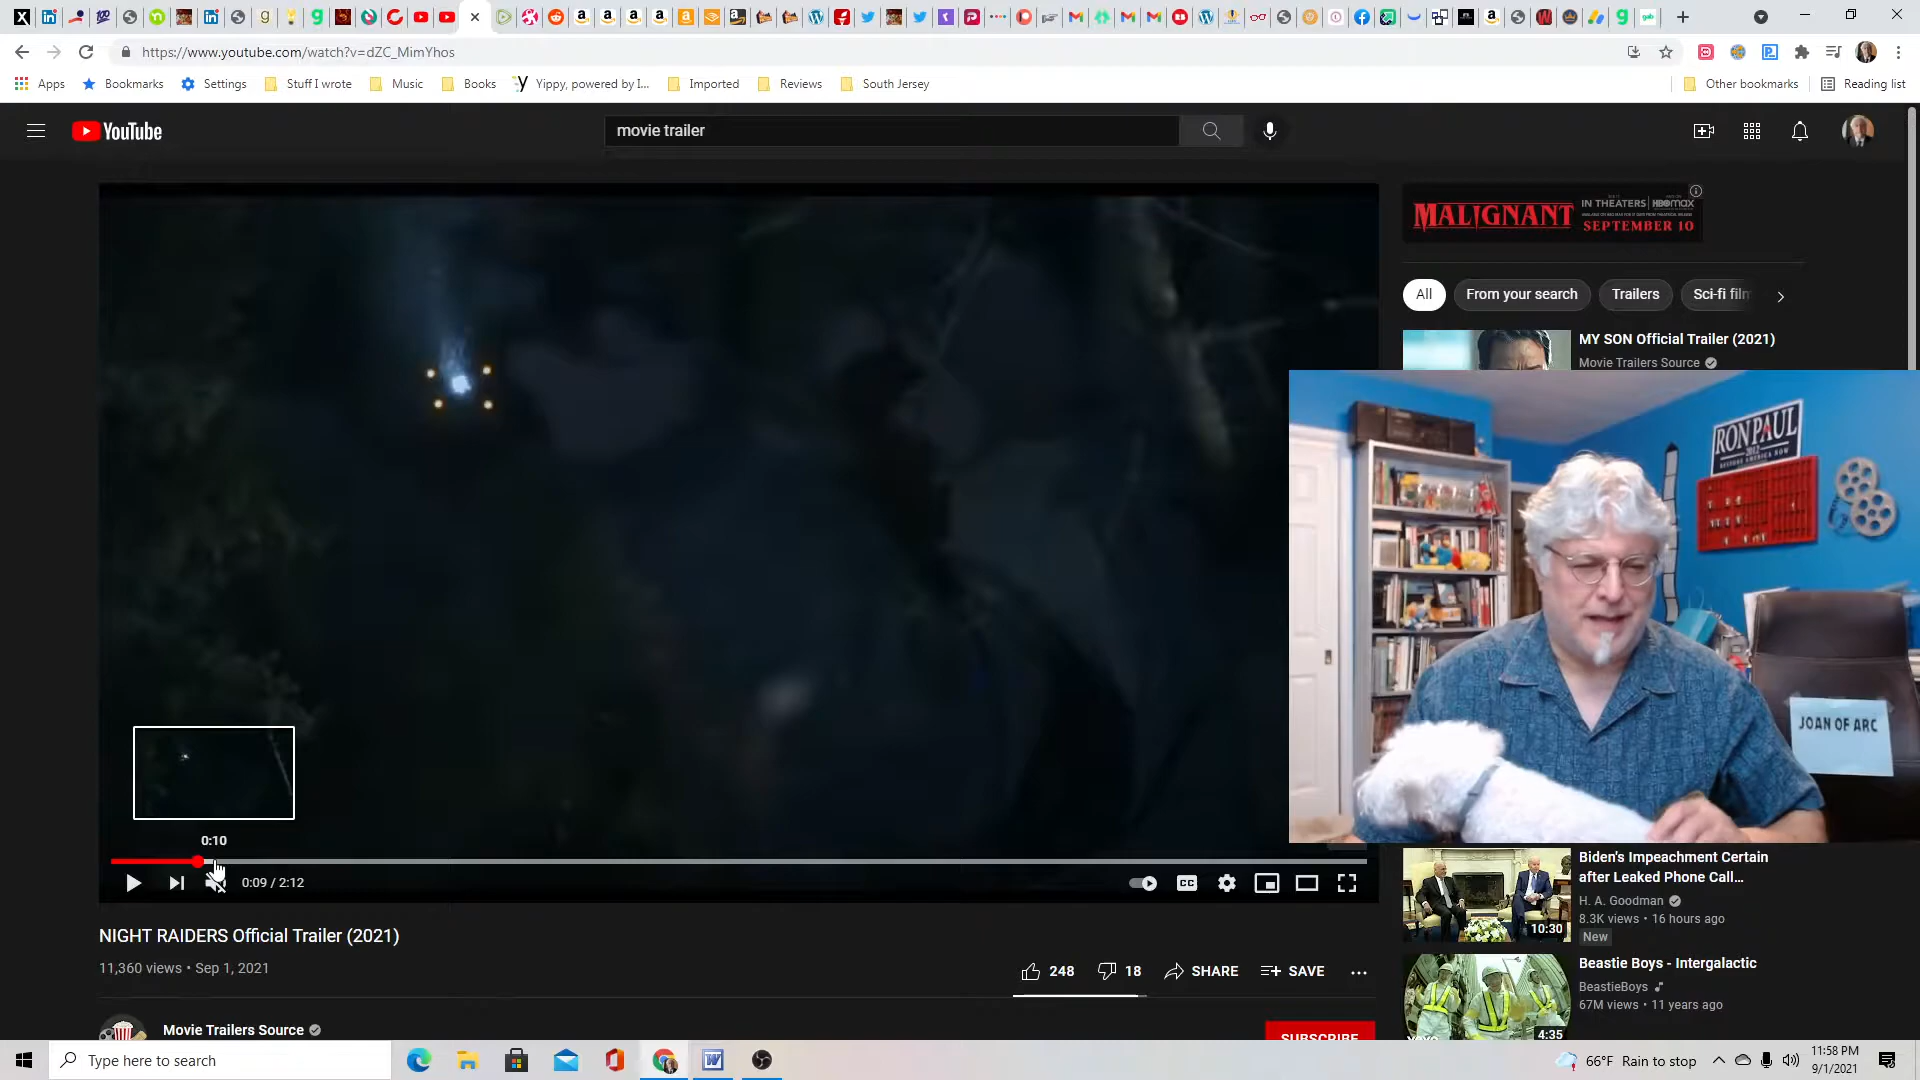 https://www.youtube.com/watch?v=dZC_MimYhos
Apps
Bookmarks
Settings
Stuff I wrote
Music
Books
Yippy, powered by I...
Imported
Reviews
South Jersey
Other bookmarks
Reading list
YouTube
movie trailer
MALIGNANT
IN THEATERS
HBOmax
SEPTEMBER 10
All
From your search
Trailers
Sci-fi film
MY SON Official Trailer (2021)
Movie Trailers Source
RON PAUL
2012
RESTORE AMERICA NOW
JOAN OF ARC
0:10
0:09 / 2:12
CC
NIGHT RAIDERS Official Trailer (2021)
11,360 views • Sep 1, 2021
248
18
SHARE
SAVE
Movie Trailers Source
SUBSCRIBE
10:30
Biden's Impeachment Certain
after Leaked Phone Call...
H. A. Goodman
8.3K views • 16 hours ago
New
4:35
Beastie Boys - Intergalactic
BeastieBoys
67M views • 11 years ago
Type here to search
66°F Rain to stop
11:58 PM
9/1/2021